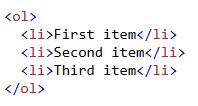 <ol>
  <li>First item</li>
  <li>Second item</li>
  <li>Third item</li>
</ol>